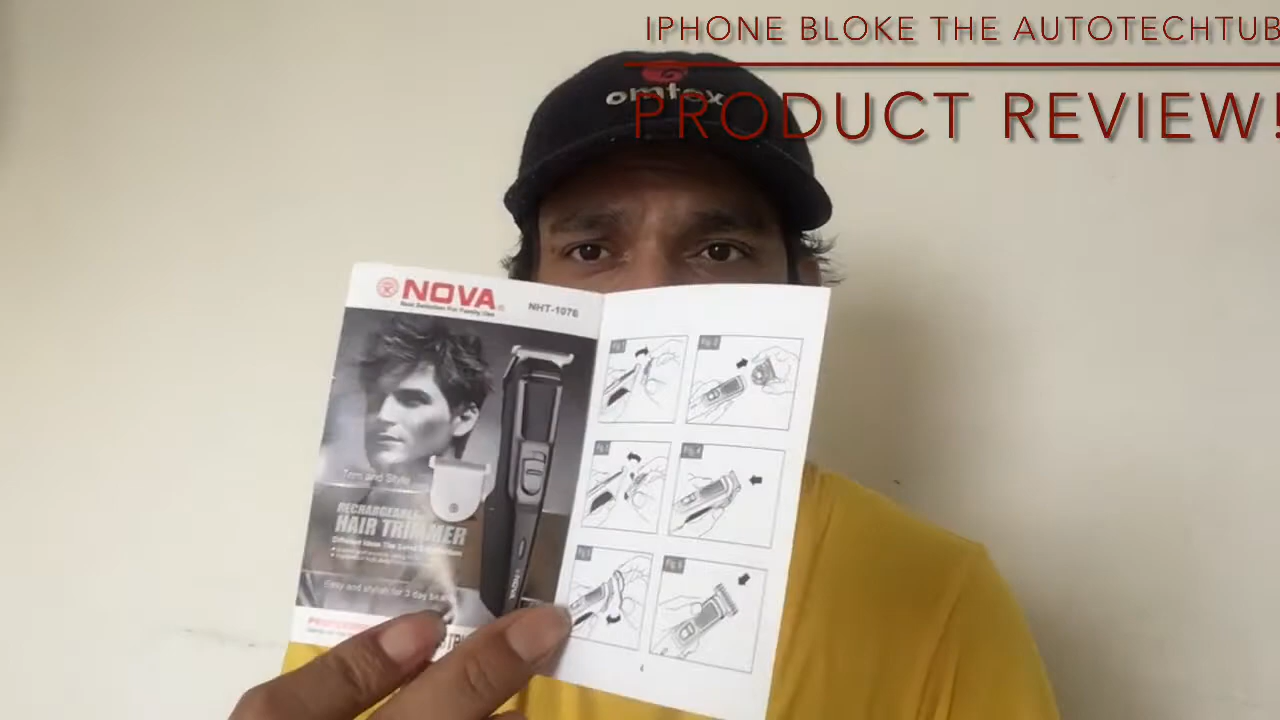 IPHONE BLOKE THE AUTOTECHTUB
PRODUCT REVIEW!
omtex
NOVA
Best Selection For Family Use
NHT-1076
Trim and Style
RECHARGEABLE
HAIR TRIMMER
Easy and stylish for 3 day
NOVA
Fig 1
Fig 2
Fig 3
Fig 4
Fig 5
Fig 6